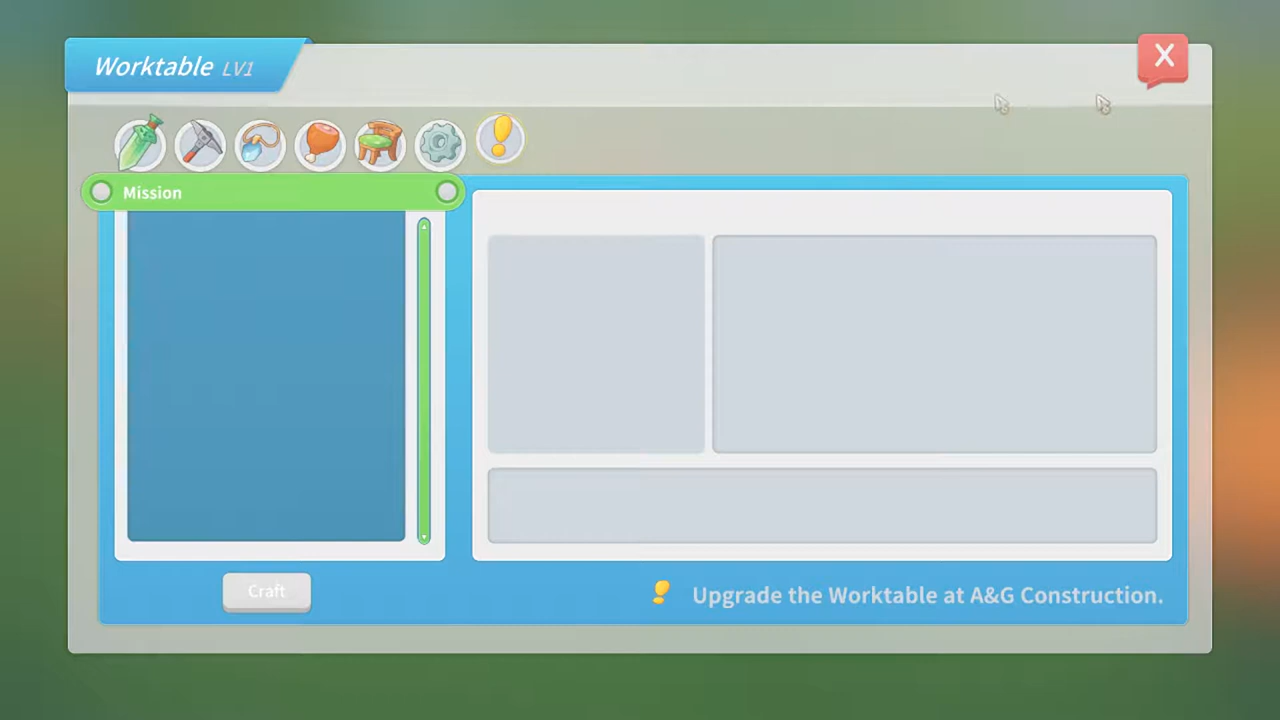 Worktable LV1
X
Mission
Craft
Upgrade the Worktable at A&G Construction.